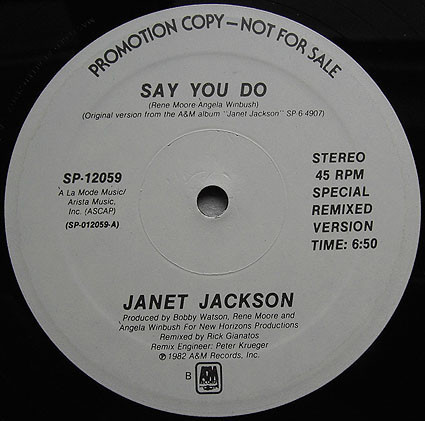 PROMOTION COPY—NOT FOR SALE
SAY YOU DO
(Rene Moore-Angela Winbush)
(Original version from the A&M album "Janet Jackson" SP-6-4907)
SP-12059
A La Mode Music/
Arista Music,
Inc. (ASCAP)
(SP-012059-A)
STEREO
45 RPM
SPECIAL
REMIXED
VERSION
TIME: 6:50
JANET JACKSON
Produced by Bobby Watson, Rene Moore and
Angela Winbush For New Horizons Productions
Remixed by Rick Gianatos
Remix Engineer: Peter Krueger
℗ 1982 A&M Records, Inc.
B
A&M
RECORDS